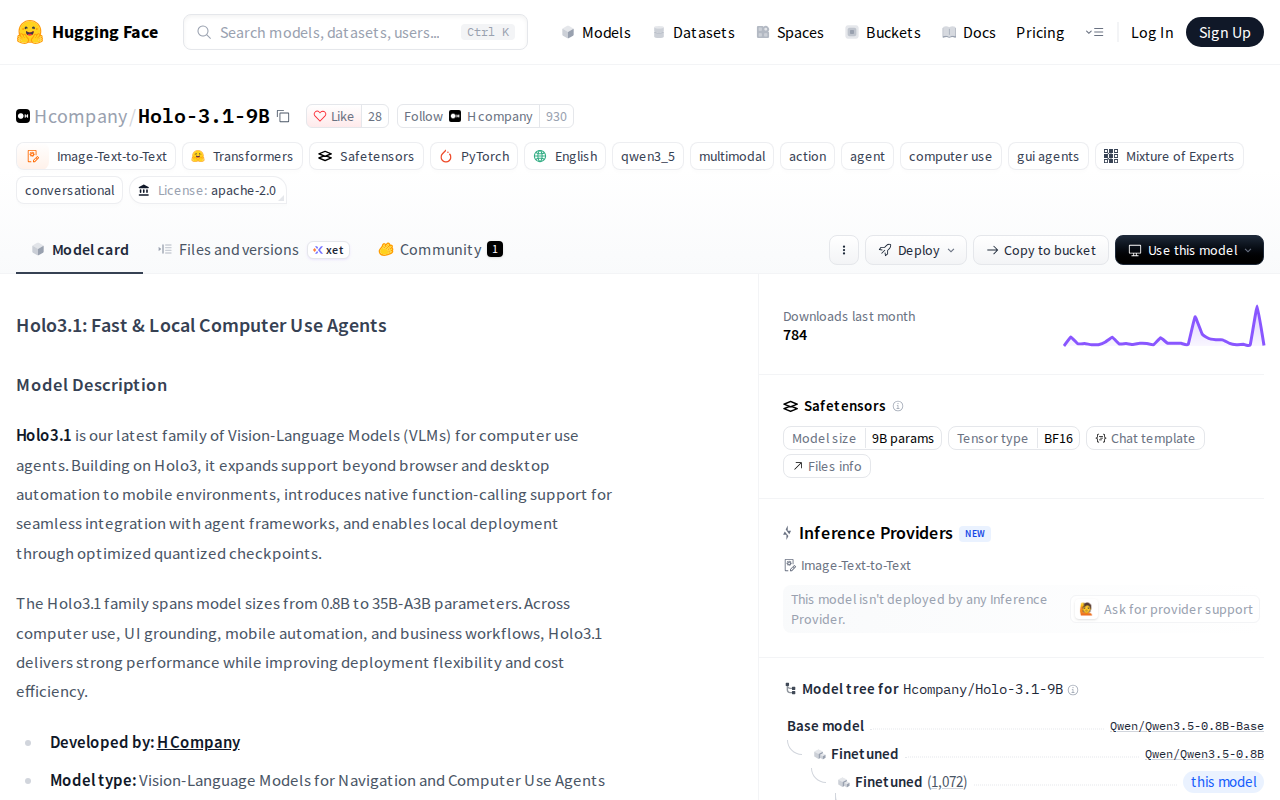 Hugging Face
Search models, datasets, users... Ctrl K
Models Datasets Spaces Buckets Docs Pricing Log In Sign Up
Hcompany/Holo-3.1-9B Like 28 Follow H company 930
Image-Text-to-Text Transformers Safetensors PyTorch English qwen3_5 multimodal action agent computer use gui agents Mixture of Experts
conversational License: apache-2.0
Model card Files and versions xet Community 1 Deploy Copy to bucket Use this model
Holo3.1: Fast & Local Computer Use Agents
Model Description
Holo3.1 is our latest family of Vision-Language Models (VLMs) for computer use
agents. Building on Holo3, it expands support beyond browser and desktop
automation to mobile environments, introduces native function-calling support for
seamless integration with agent frameworks, and enables local deployment
through optimized quantized checkpoints.
The Holo3.1 family spans model sizes from 0.8B to 35B-A3B parameters. Across
computer use, UI grounding, mobile automation, and business workflows, Holo3.1
delivers strong performance while improving deployment flexibility and cost
efficiency.
Developed by: H Company
Model type: Vision-Language Models for Navigation and Computer Use Agents
Downloads last month
784
Safetensors
Model size 9B params Tensor type BF16 Chat template
Files info
Inference Providers NEW
Image-Text-to-Text
This model isn't deployed by any Inference
Provider.
Ask for provider support
Model tree for Hcompany/Holo-3.1-9B
Base model Qwen/Qwen3.5-0.8B-Base
Finetuned Qwen/Qwen3.5-0.8B
Finetuned (1,072) this model